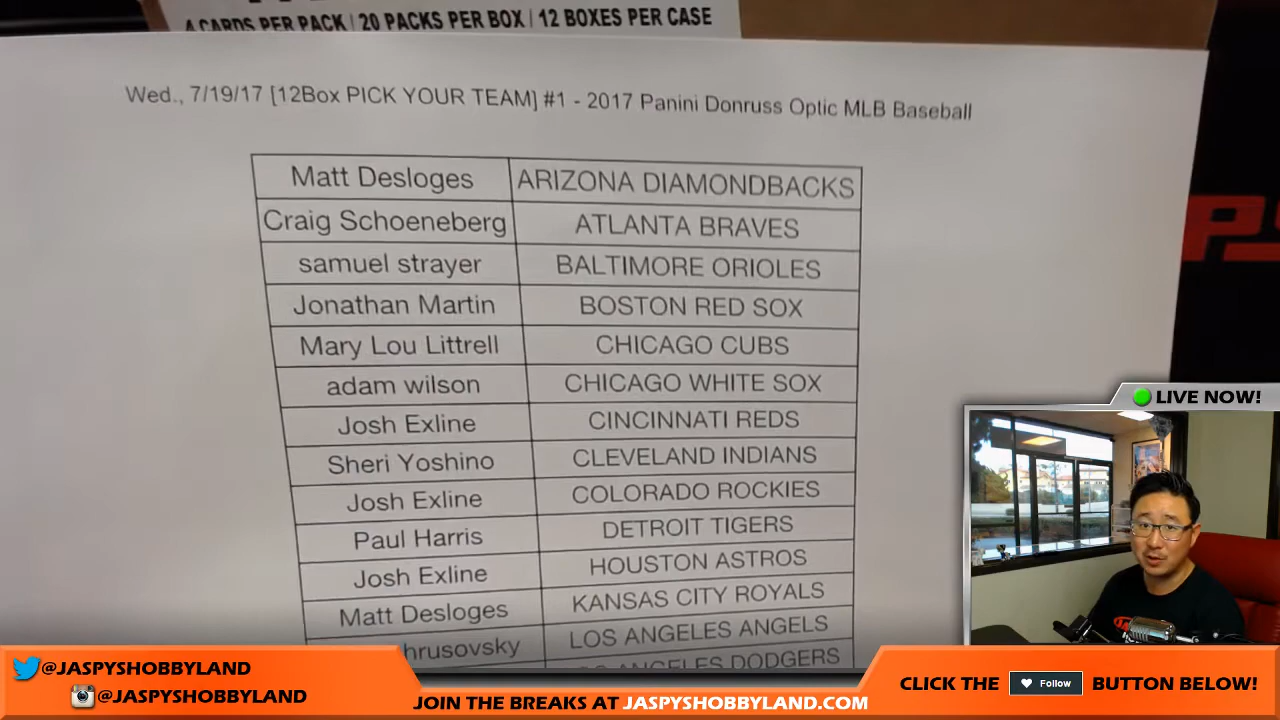 4 CARDS PER PACK | 20 PACKS PER BOX | 12 BOXES PER CASE
Wed., 7/19/17 [12Box PICK YOUR TEAM] #1 - 2017 Panini Donruss Optic MLB Baseball
Matt Desloges ARIZONA DIAMONDBACKS
Craig Schoeneberg ATLANTA BRAVES
samuel strayer BALTIMORE ORIOLES
Jonathan Martin BOSTON RED SOX
Mary Lou Littrell CHICAGO CUBS
adam wilson CHICAGO WHITE SOX
Josh Exline CINCINNATI REDS
Sheri Yoshino CLEVELAND INDIANS
Josh Exline COLORADO ROCKIES
Paul Harris DETROIT TIGERS
Josh Exline HOUSTON ASTROS
Matt Desloges KANSAS CITY ROYALS
hrusovsky LOS ANGELES ANGELS
LOS ANGELES DODGERS
PS
LIVE NOW!
@JASPYSHOBBYLAND
@JASPYSHOBBYLAND
JOIN THE BREAKS AT JASPYSHOBBYLAND.COM
CLICK THE Follow BUTTON BELOW!